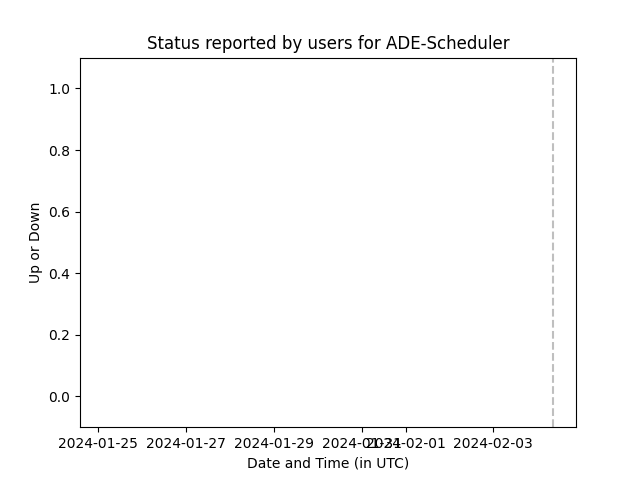 Status reported by users for ADE-Scheduler
1.0
0.8
0.6
0.4
0.2
0.0
Up or Down
2024-01-25 2024-01-27 2024-01-29 2024-01-31 2024-02-01 2024-02-03
Date and Time (in UTC)